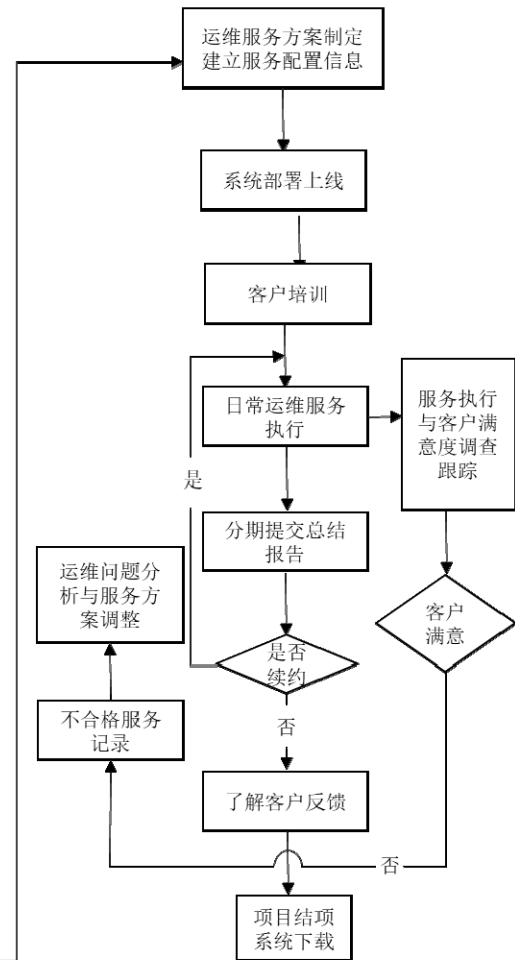 运维服务方案制定
建立服务配置信息
系统部署上线
客户培训
日常运维服务
执行
服务执行
与客户满
意度调查
跟踪
是
分期提交总结
报告
运维问题分
析与服务方
案调整
客户
满意
是否
续约
不合格服务
记录
否
了解客户反馈
否
项目结项
系统下载